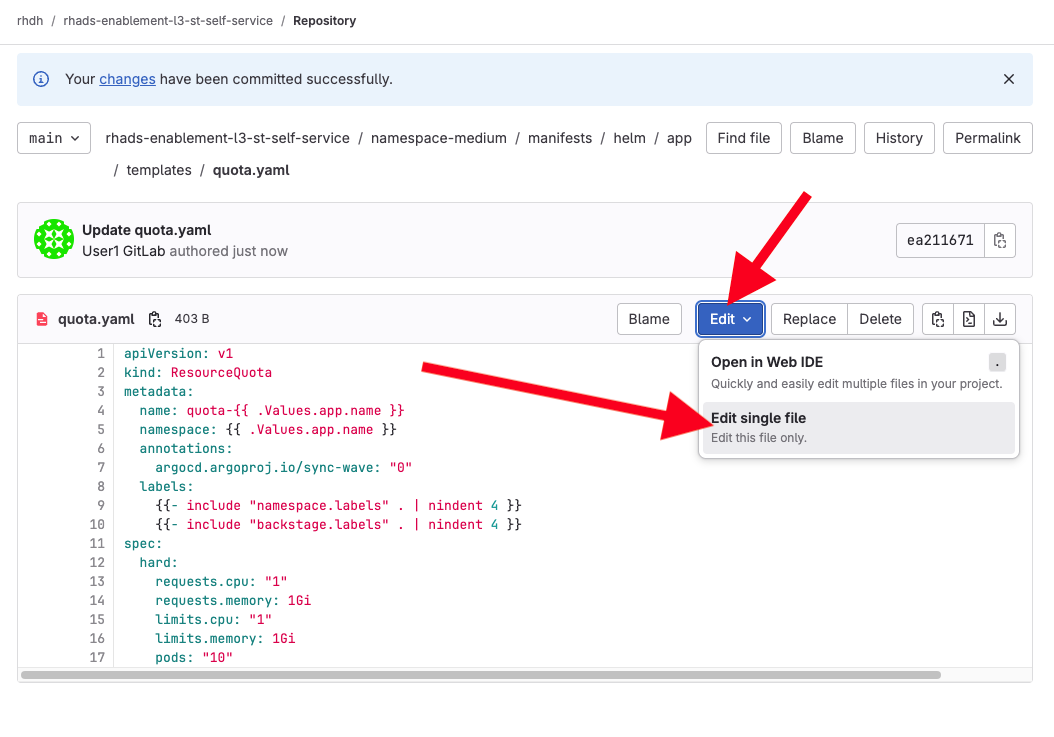 rhdh / rhads-enablement-l3-st-self-service / Repository
Your changes have been committed successfully.
main
rhads-enablement-l3-st-self-service / namespace-medium / manifests / helm / app
/ templates / quota.yaml
Find file
Blame
History
Permalink
Update quota.yaml
User1 GitLab authored just now
ea211671
quota.yaml
403 B
Blame
Edit
Replace
Delete
Open in Web IDE
.
Quickly and easily edit multiple files in your project.
Edit single file
Edit this file only.
1 apiVersion: v1
2 kind: ResourceQuota
3 metadata:
4   name: quota-{{ .Values.app.name }}
5   namespace: {{ .Values.app.name }}
6   annotations:
7     argocd.argoproj.io/sync-wave: "0"
8   labels:
9     {{- include "namespace.labels" . | nindent 4 }}
10     {{- include "backstage.labels" . | nindent 4 }}
11 spec:
12   hard:
13     requests.cpu: "1"
14     requests.memory: 1Gi
15     limits.cpu: "1"
16     limits.memory: 1Gi
17     pods: "10"